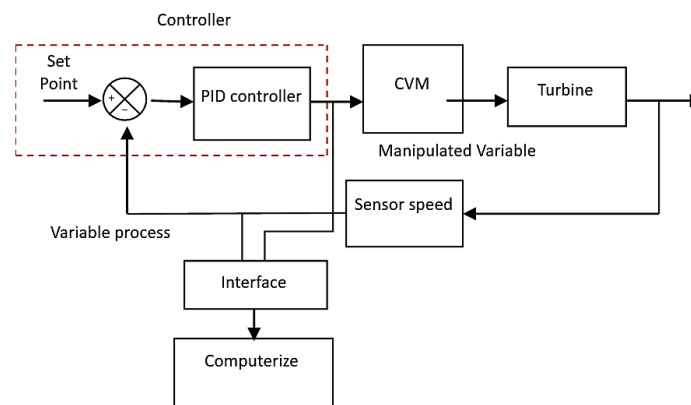 Controller
Set
Point
+
−
PID controller
CVM
Turbine
Manipulated Variable
Sensor speed
Variable process
Interface
Computerize